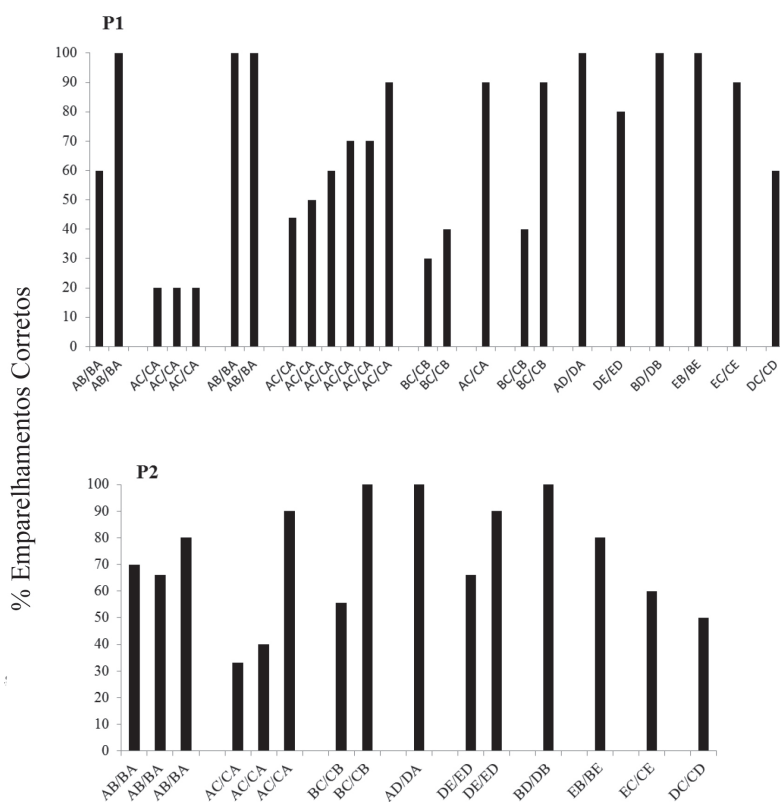 P1
% Emparelhamentos Corretos
100
90
80
70
60
50
40
30
20
10
0
AB/BA
AB/BA
AC/CA
AC/CA
AC/CA
AB/BA
AB/BA
AC/CA
AC/CA
AC/CA
AC/CA
AC/CA
AC/CA
BC/CB
BC/CB
AC/CA
BC/CB
BC/CB
AD/DA
DE/ED
BD/DB
EB/BE
EC/CE
DC/CD
P2
100
90
80
70
60
50
40
30
20
10
0
AB/BA
AB/BA
AB/BA
AC/CA
AC/CA
AC/CA
BC/CB
BC/CB
AD/DA
DE/ED
DE/ED
BD/DB
EB/BE
EC/CE
DC/CD